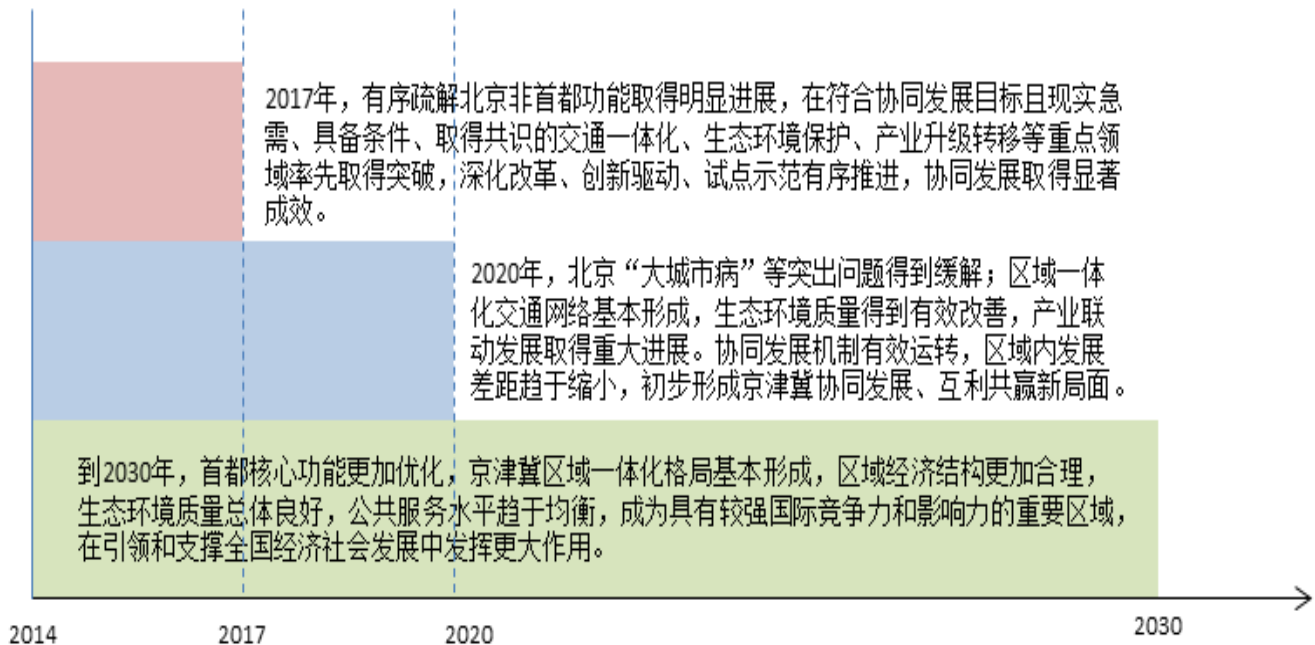 2017年，有序疏解北京非首都功能取得明显进展，在符合协同发展目标且现实急
需、具备条件、取得共识的交通一体化、生态环境保护、产业升级转移等重点领
域率先取得突破，深化改革、创新驱动、试点示范有序推进，协同发展取得显著
成效。
2020年，北京“大城市病”等突出问题得到缓解；区域一体
化交通网络基本形成，生态环境质量得到有效改善，产业联
动发展取得重大进展。协同发展机制有效运转，区域内发展
差距趋于缩小，初步形成京津冀协同发展、互利共赢新局面。
到2030年，首都核心功能更加优化，京津冀区域一体化格局基本形成，区域经济结构更加合理，
生态环境质量总体良好，公共服务水平趋于均衡，成为具有较强国际竞争力和影响力的重要区域，
在引领和支撑全国经济社会发展中发挥更大作用。
2014
2017
2020
2030